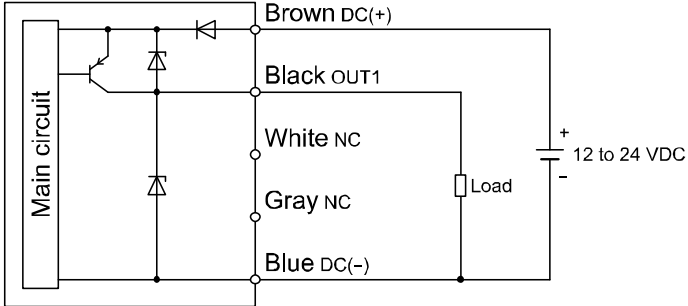 Brown DC(+)
Main circuit
Black OUT1
White NC
+
12 to 24 VDC
−
Load
Gray NC
Blue DC(−)